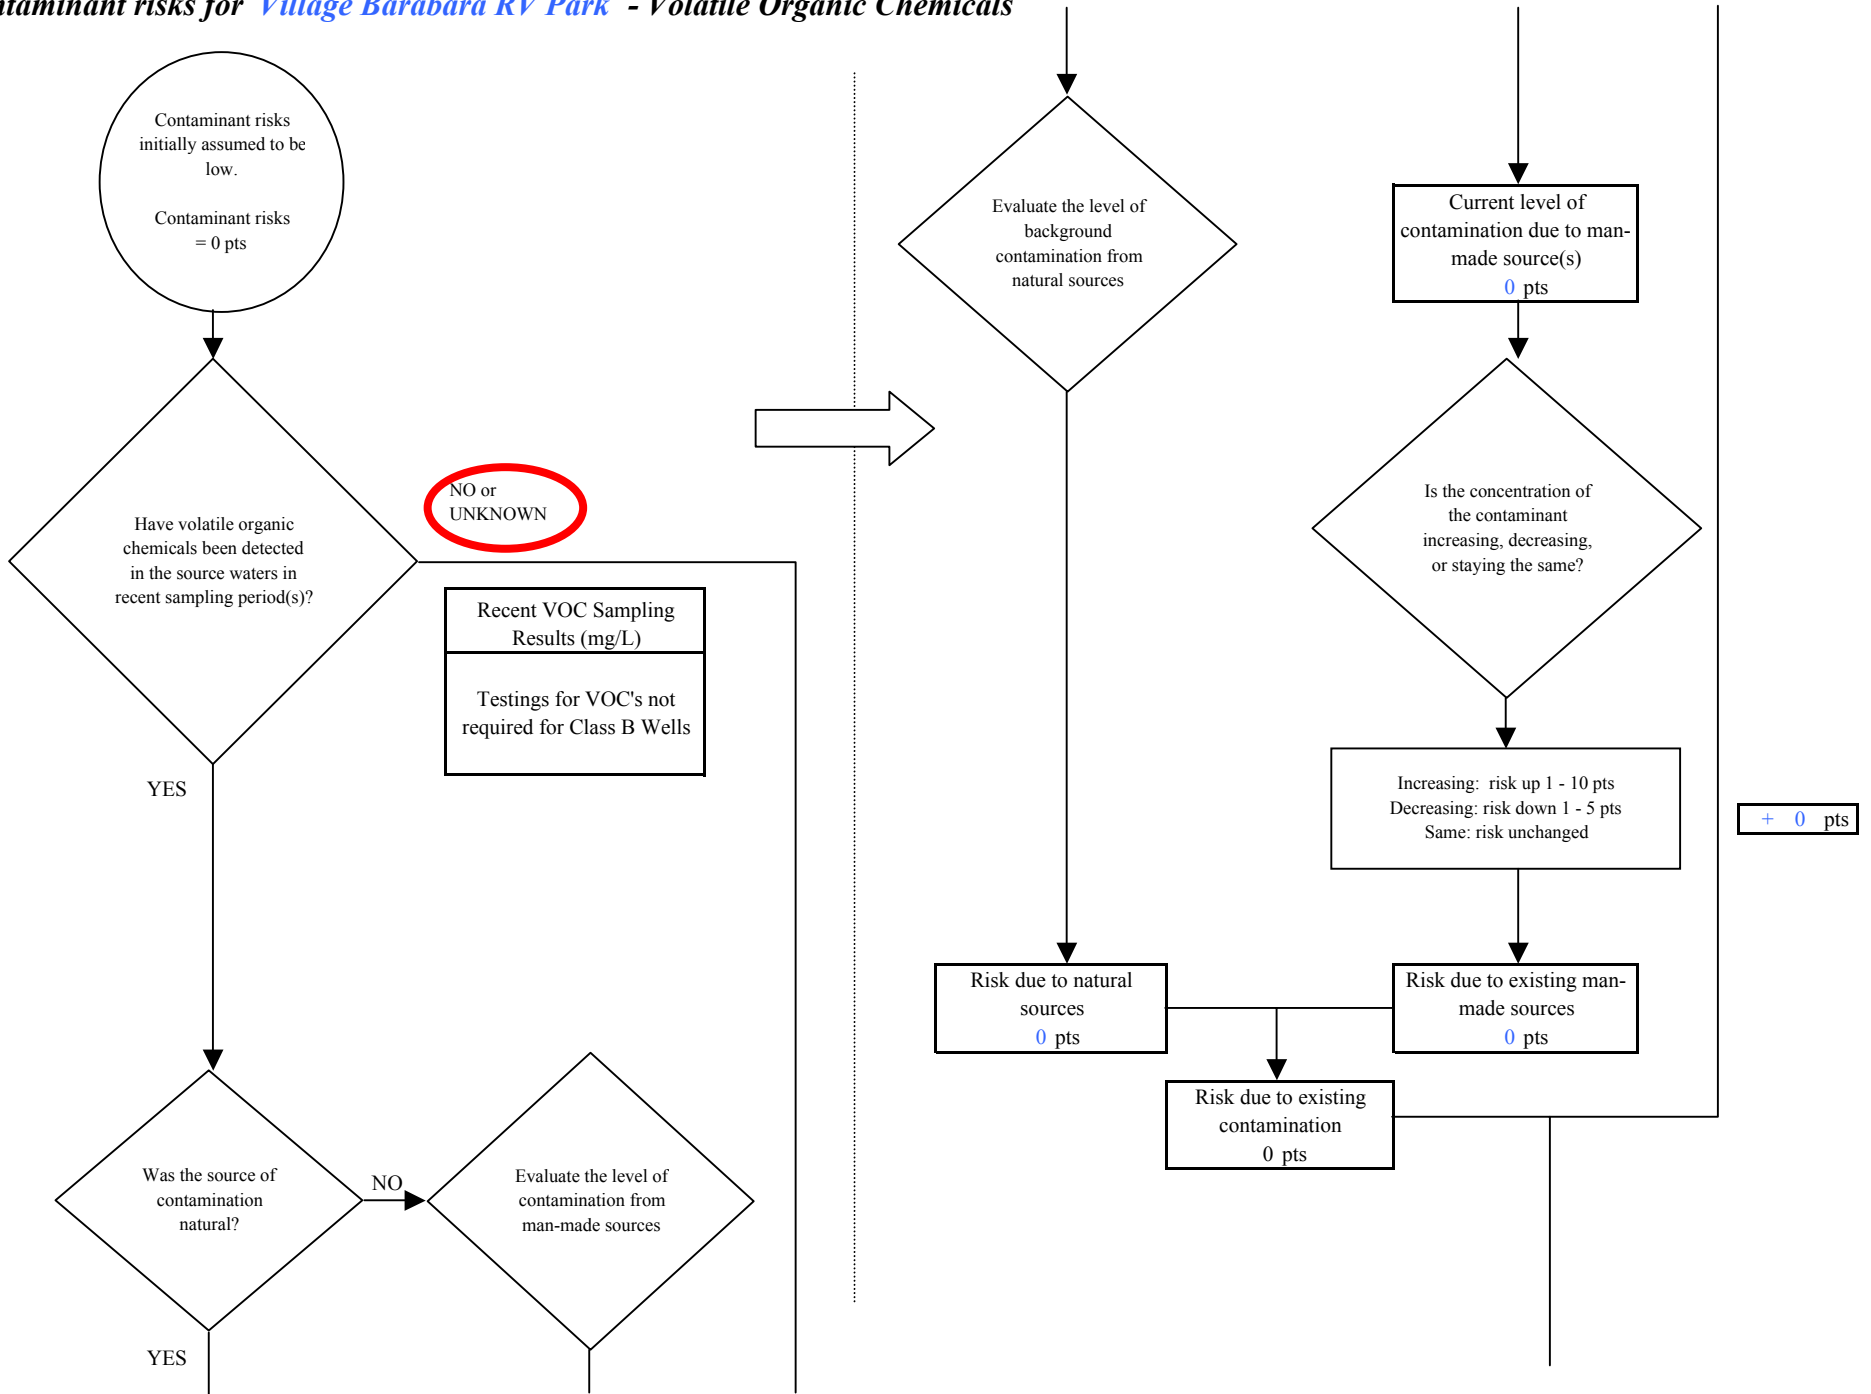 ntaminant risks for Village Barabara RV Park - Volatile Organic Chemicals
Contaminant risks
initially assumed to be
low.
Contaminant risks
= 0 pts
Have volatile organic
chemicals been detected
in the source waters in
recent sampling period(s)?
NO or
UNKNOWN
Recent VOC Sampling
Results (mg/L)
Testings for VOC's not
required for Class B Wells
YES
Was the source of
contamination
natural?
NO
Evaluate the level of
contamination from
man-made sources
YES
Evaluate the level of
background
contamination from
natural sources
Current level of
contamination due to man-
made source(s)
0 pts
Is the concentration of
the contaminant
increasing, decreasing,
or staying the same?
Increasing: risk up 1 - 10 pts
Decreasing: risk down 1 - 5 pts
Same: risk unchanged
+ 0 pts
Risk due to natural
sources
0 pts
Risk due to existing man-
made sources
0 pts
Risk due to existing
contamination
0 pts